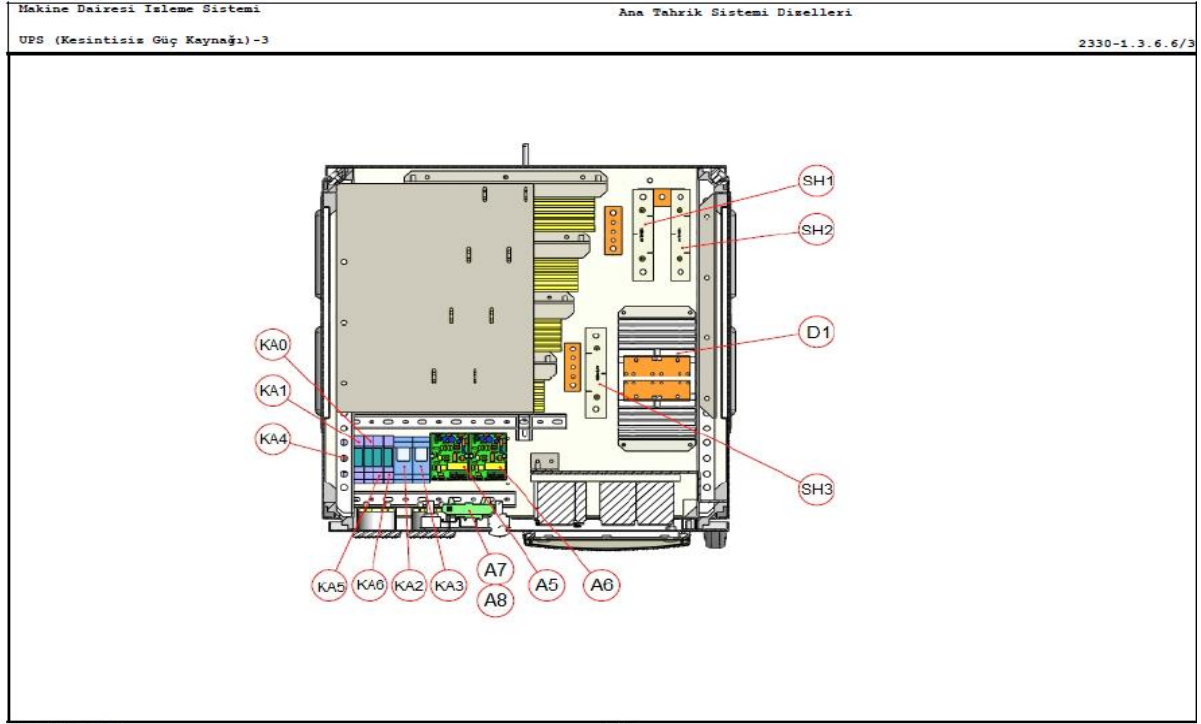 Makine Dairesi Izleme Sistemi
Ana Tahrik Sistemi Dizelleri
UPS (Kesintisiz Güç Kaynağı)-3
2330-1.3.6.6/3
SH1
SH2
D1
KA0
KA1
KA4
SH3
KA5
KA6
KA2
KA3
A7
A8
A5
A6